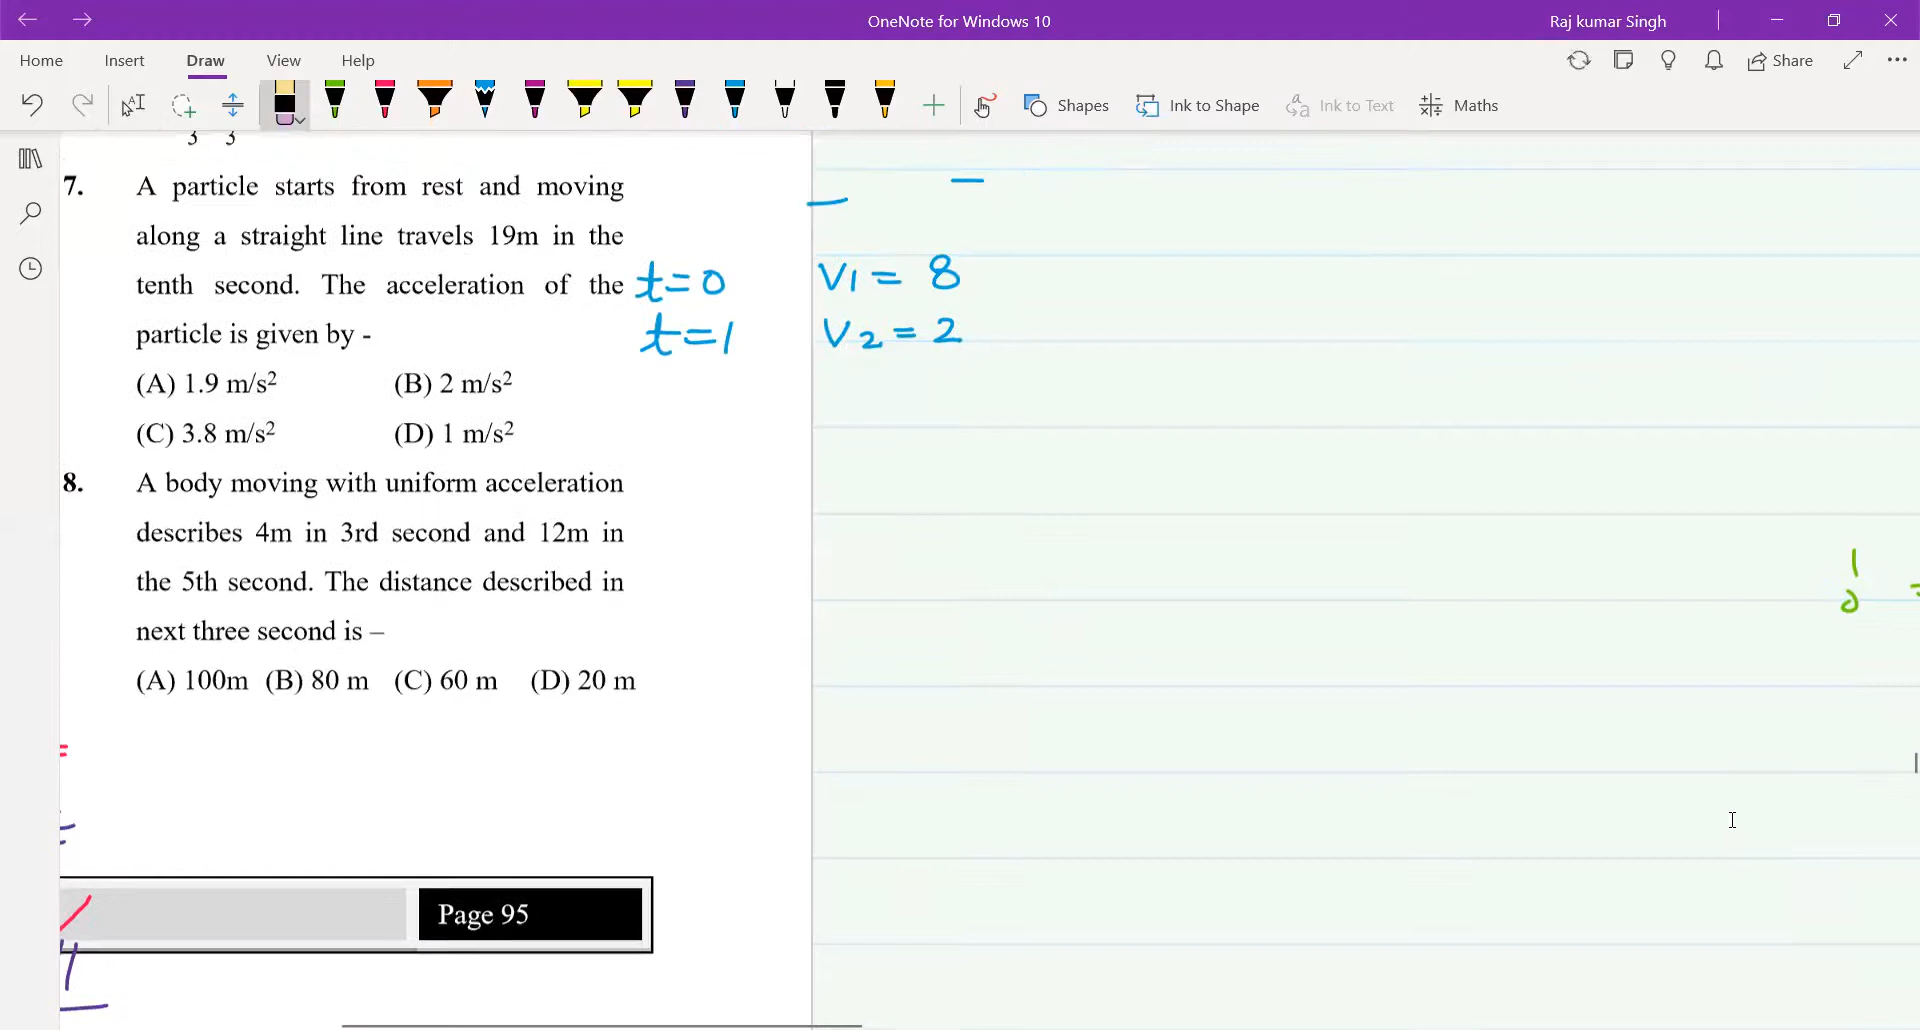 OneNote for Windows 10
Raj kumar Singh
Home Insert Draw View Help
Share
Shapes Ink to Shape Ink to Text Maths
3 3
7. A particle starts from rest and moving
along a straight line travels 19m in the
tenth second. The acceleration of the
particle is given by -
(A) 1.9 m/s² (B) 2 m/s²
(C) 3.8 m/s² (D) 1 m/s²
8. A body moving with uniform acceleration
describes 4m in 3rd second and 12m in
the 5th second. The distance described in
next three second is –
(A) 100m (B) 80 m (C) 60 m (D) 20 m
Page 95
t=0 V1 = 8
t=1 V2 = 2